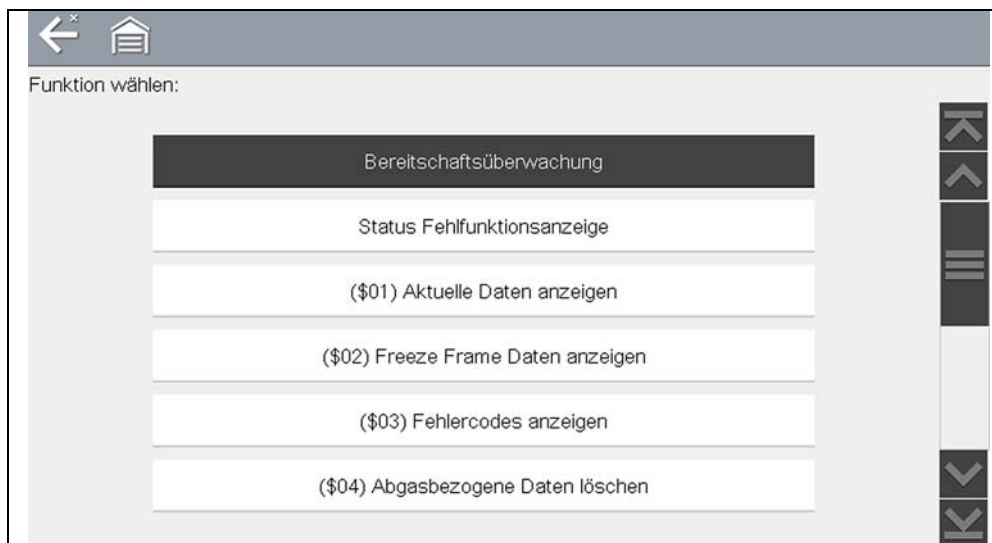 Funktion wählen:
Bereitschaftsüberwachung
Status Fehlfunktionsanzeige
($01) Aktuelle Daten anzeigen
($02) Freeze Frame Daten anzeigen
($03) Fehlercodes anzeigen
($04) Abgasbezogene Daten löschen